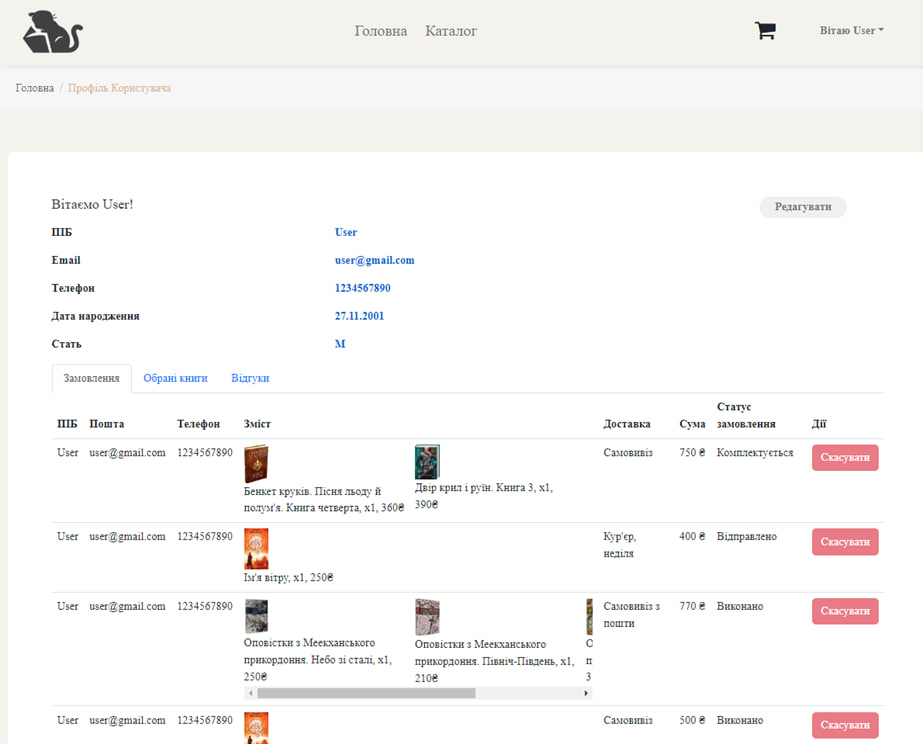 Головна Каталог Вітаю User
Головна / Профіль Користувача
Вітаємо User! Редагувати
ПІБ User
Email user@gmail.com
Телефон 1234567890
Дата народження 27.11.2001
Стать М
Замовлення Обрані книги Відгуки
ПІБ Пошта Телефон Зміст Доставка Сума Статус замовлення Дії
User user@gmail.com 1234567890
Бенкет круків. Пісня льоду й
полум'я. Книга четверта, x1, 360₴
Двір крил і руїн. Книга 3, x1,
390₴
Самовивіз 750 ₴ Комплектується Скасувати
User user@gmail.com 1234567890
Ім'я вітру, x1, 250₴
Кур'єр,
неділя
400 ₴ Відправлено Скасувати
User user@gmail.com 1234567890
Оповістки з Меекханського
прикордоння. Небо зі сталі, x1,
250₴
Оповістки з Меекханського
прикордоння. Північ-Південь, x1,
210₴
О
п
3
Самовивіз з
пошти
770 ₴ Виконано Скасувати
User user@gmail.com 1234567890 Самовивіз 500 ₴ Виконано Скасувати